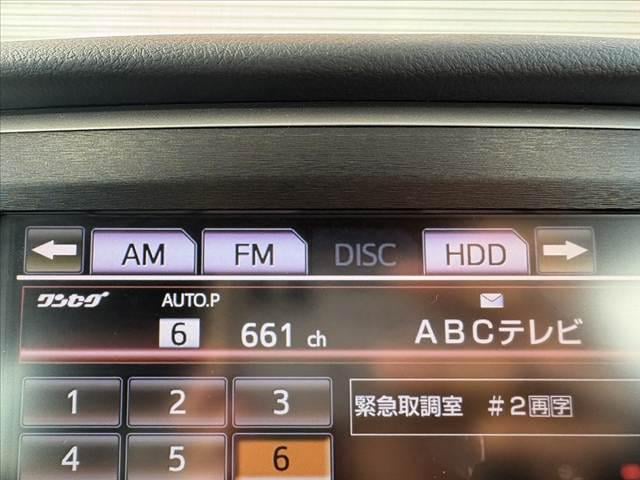 AM FM DISC HDD
ワンセグ AUTO.P
6 661 ch ABCテレビ
1 2 3 緊急取調室 #2再字
4 5 6